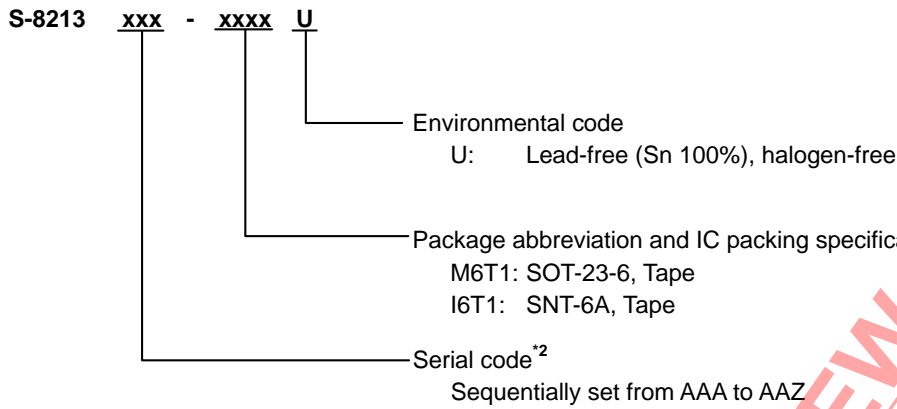 S-8213 xxx - xxxx U
Environmental code
U: Lead-free (Sn 100%), halogen-free
Package abbreviation and IC packing
M6T1: SOT-23-6, Tape
I6T1: SNT-6A, Tape
Serial code*2
Sequentially set from AAA to AAZ